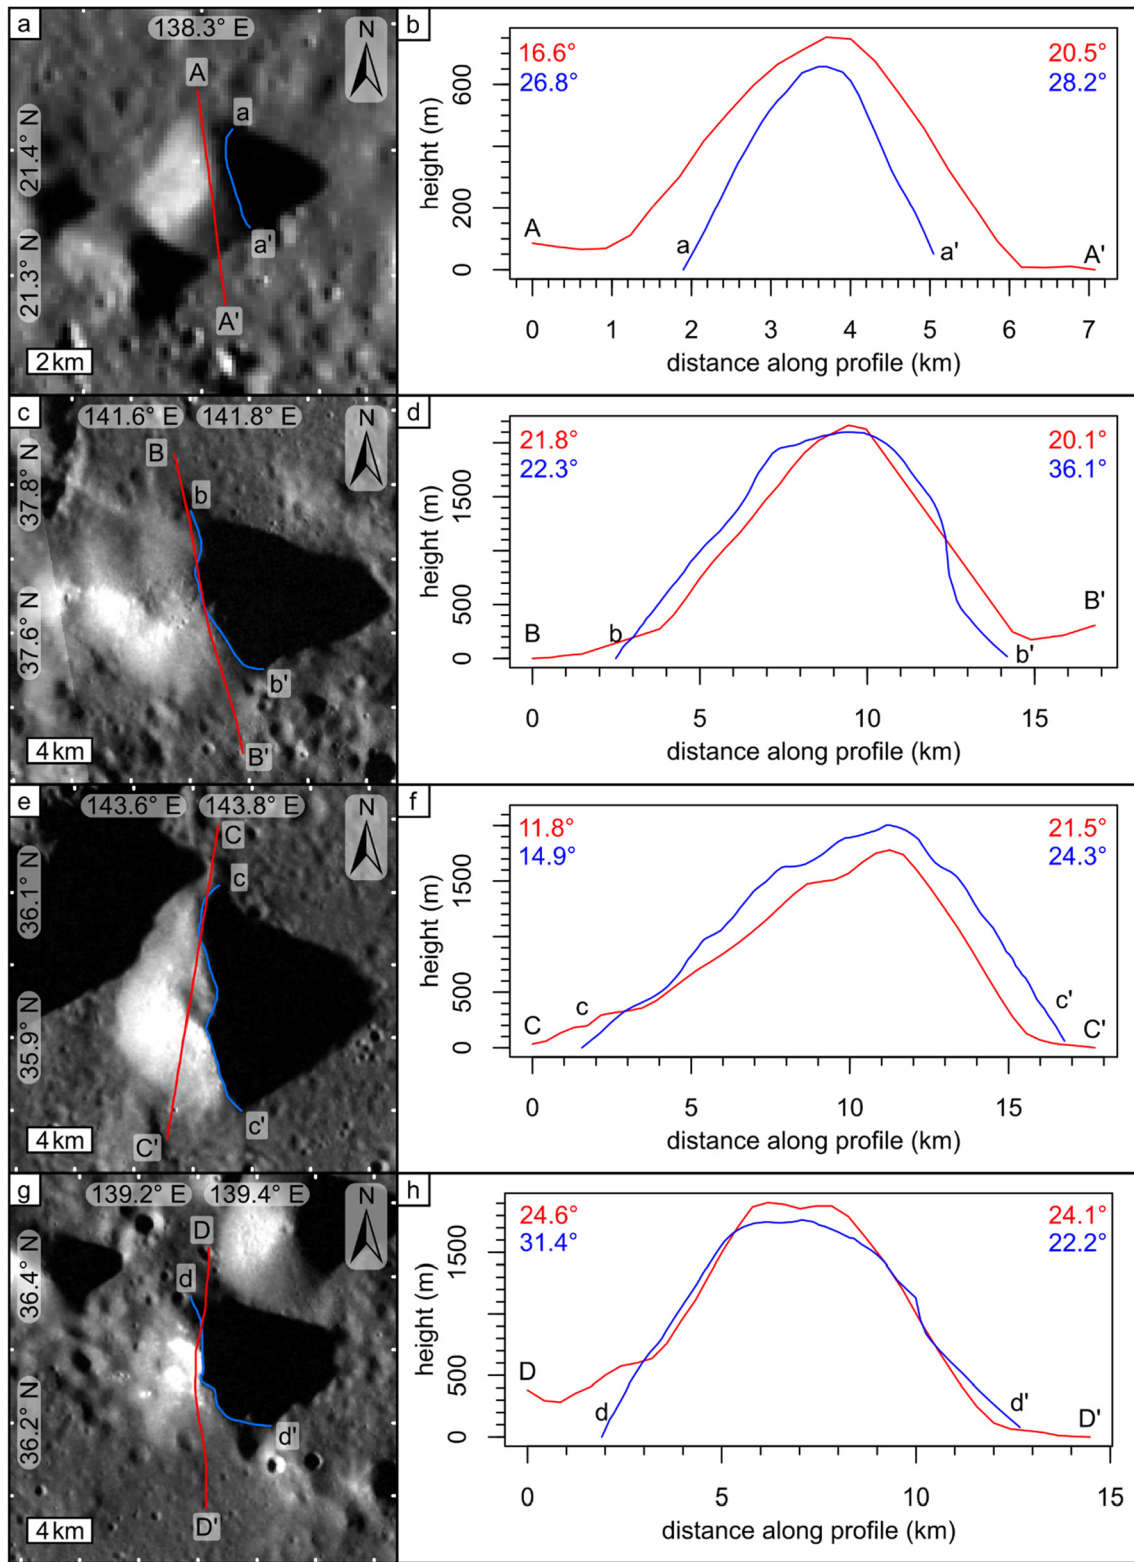 a
138.3° E
N
A
a
21.4° N
a'
21.3° N
A'
2 km
b
16.6°
26.8°
20.5°
28.2°
height (m)
600
200
0
A
a
a'
A'
0 1 2 3 4 5 6 7
distance along profile (km)
c
141.6° E 141.8° E
N
B
b
37.8° N
37.6° N
b'
B'
4 km
d
21.8°
22.3°
20.1°
36.1°
height (m)
1500
500
0
B
b
b'
B'
0 5 10 15
distance along profile (km)
e
143.6° E 143.8° E
N
C
c
36.1° N
35.9° N
c'
C'
4 km
f
11.8°
14.9°
21.5°
24.3°
height (m)
1500
500
0
C
c
c'
C'
0 5 10 15
distance along profile (km)
g
139.2° E 139.4° E
N
D
d
36.4° N
36.2° N
d'
D'
4 km
h
24.6°
31.4°
24.1°
22.2°
height (m)
1500
500
0
D
d
d'
D'
0 5 10 15
distance along profile (km)